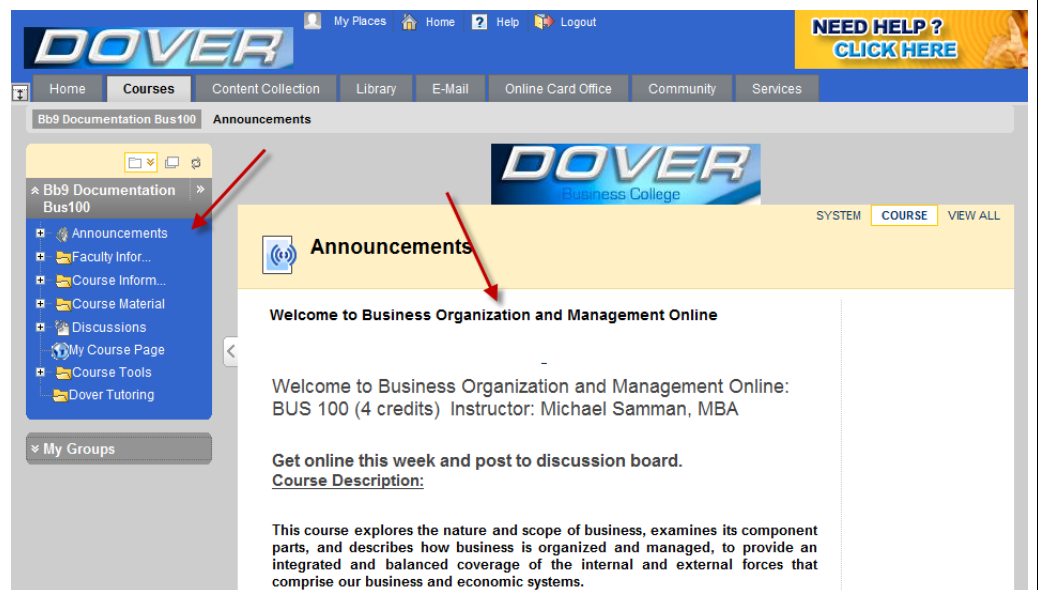 My Places Home Help Logout
DOVER
NEED HELP ?
CLICK HERE
Home Courses Content Collection Library E-Mail Online Card Office Community Services
Bb9 Documentation Bus100 Announcements
Bb9 Documentation
Bus100
Announcements
Faculty Infor...
Course Inform...
Course Material
Discussions
My Course Page
Course Tools
Dover Tutoring
My Groups
DOVER
Business College
SYSTEM COURSE VIEW ALL
Announcements
Welcome to Business Organization and Management Online
Welcome to Business Organization and Management Online:
BUS 100 (4 credits) Instructor: Michael Samman, MBA
Get online this week and post to discussion board.
Course Description:
This course explores the nature and scope of business, examines its component
parts, and describes how business is organized and managed, to provide an
integrated and balanced coverage of the internal and external forces that
comprise our business and economic systems.